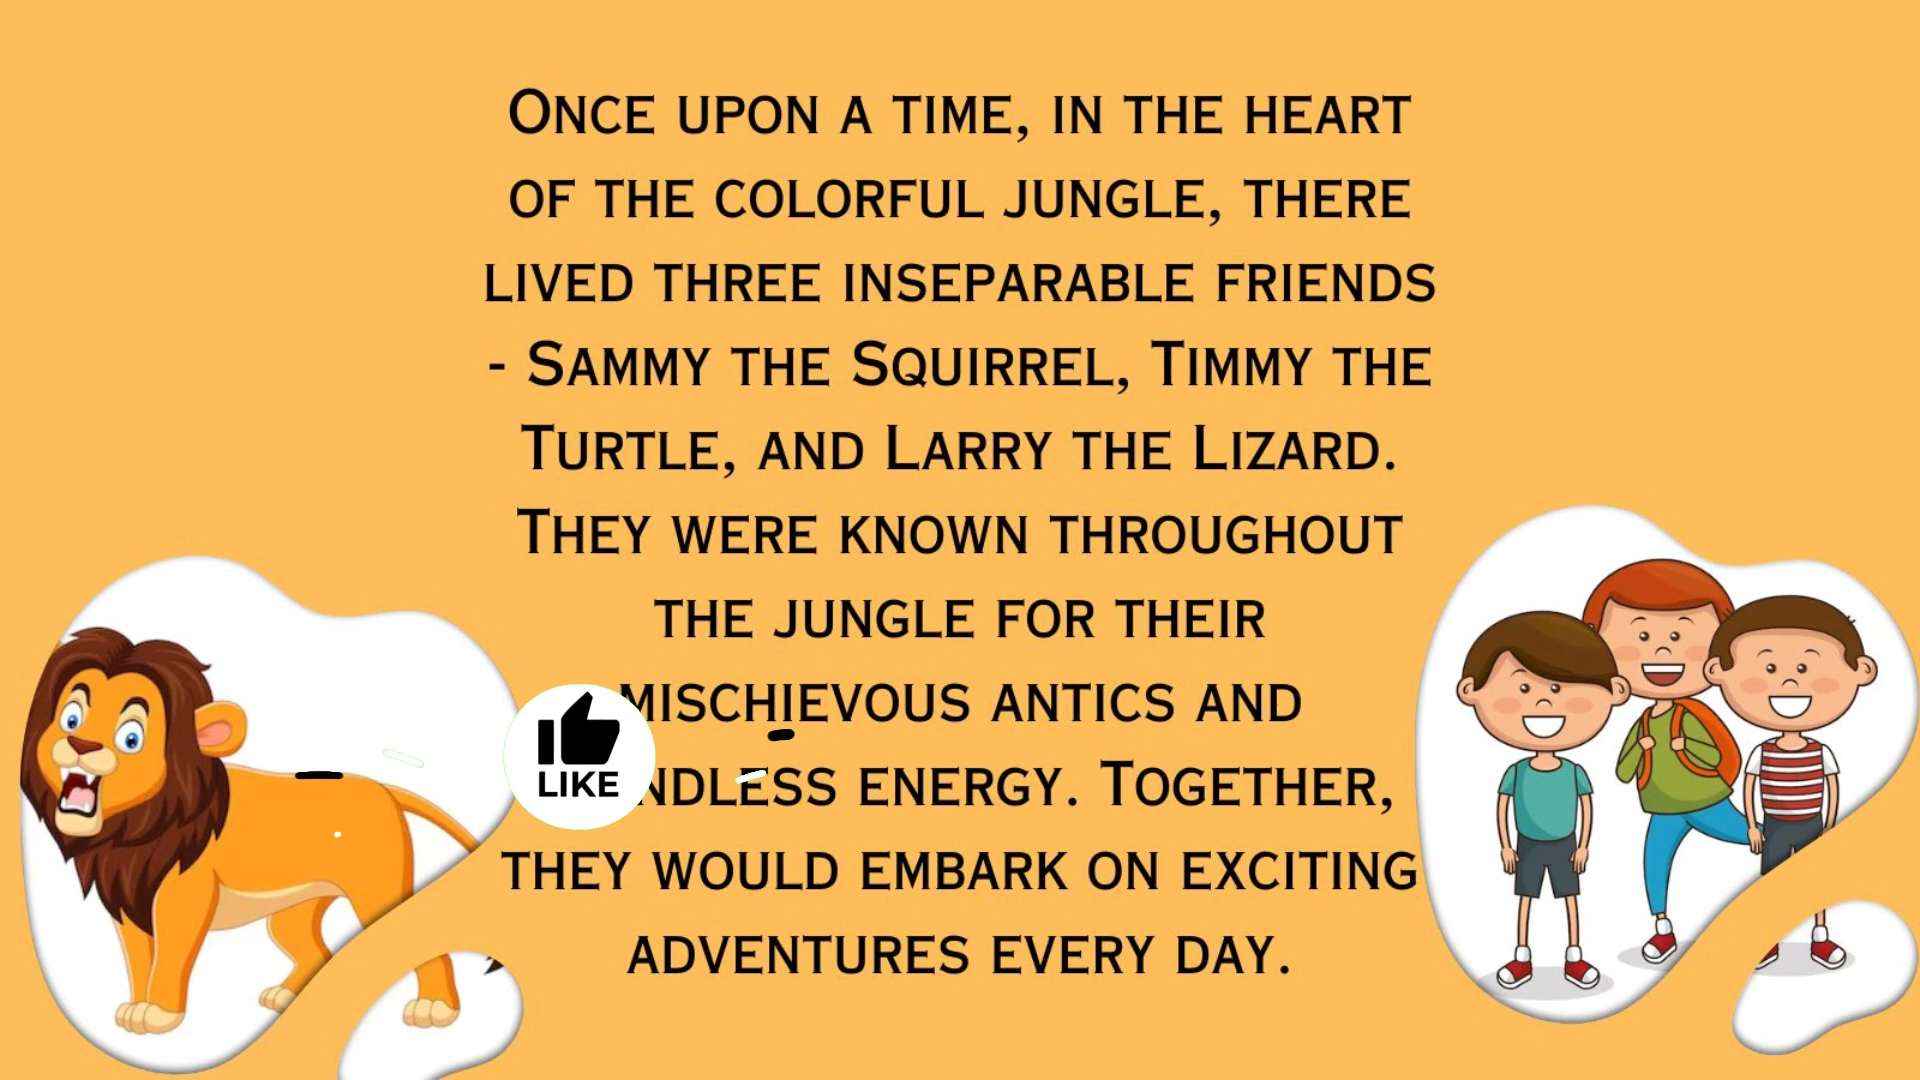 Once upon a time, in the heart
of the colorful jungle, there
lived three inseparable friends
- Sammy the Squirrel, Timmy the
Turtle, and Larry the Lizard.
They were known throughout
the jungle for their
mischievous antics and
energy. Together,
they would embark on exciting
adventures every day.
LIKE